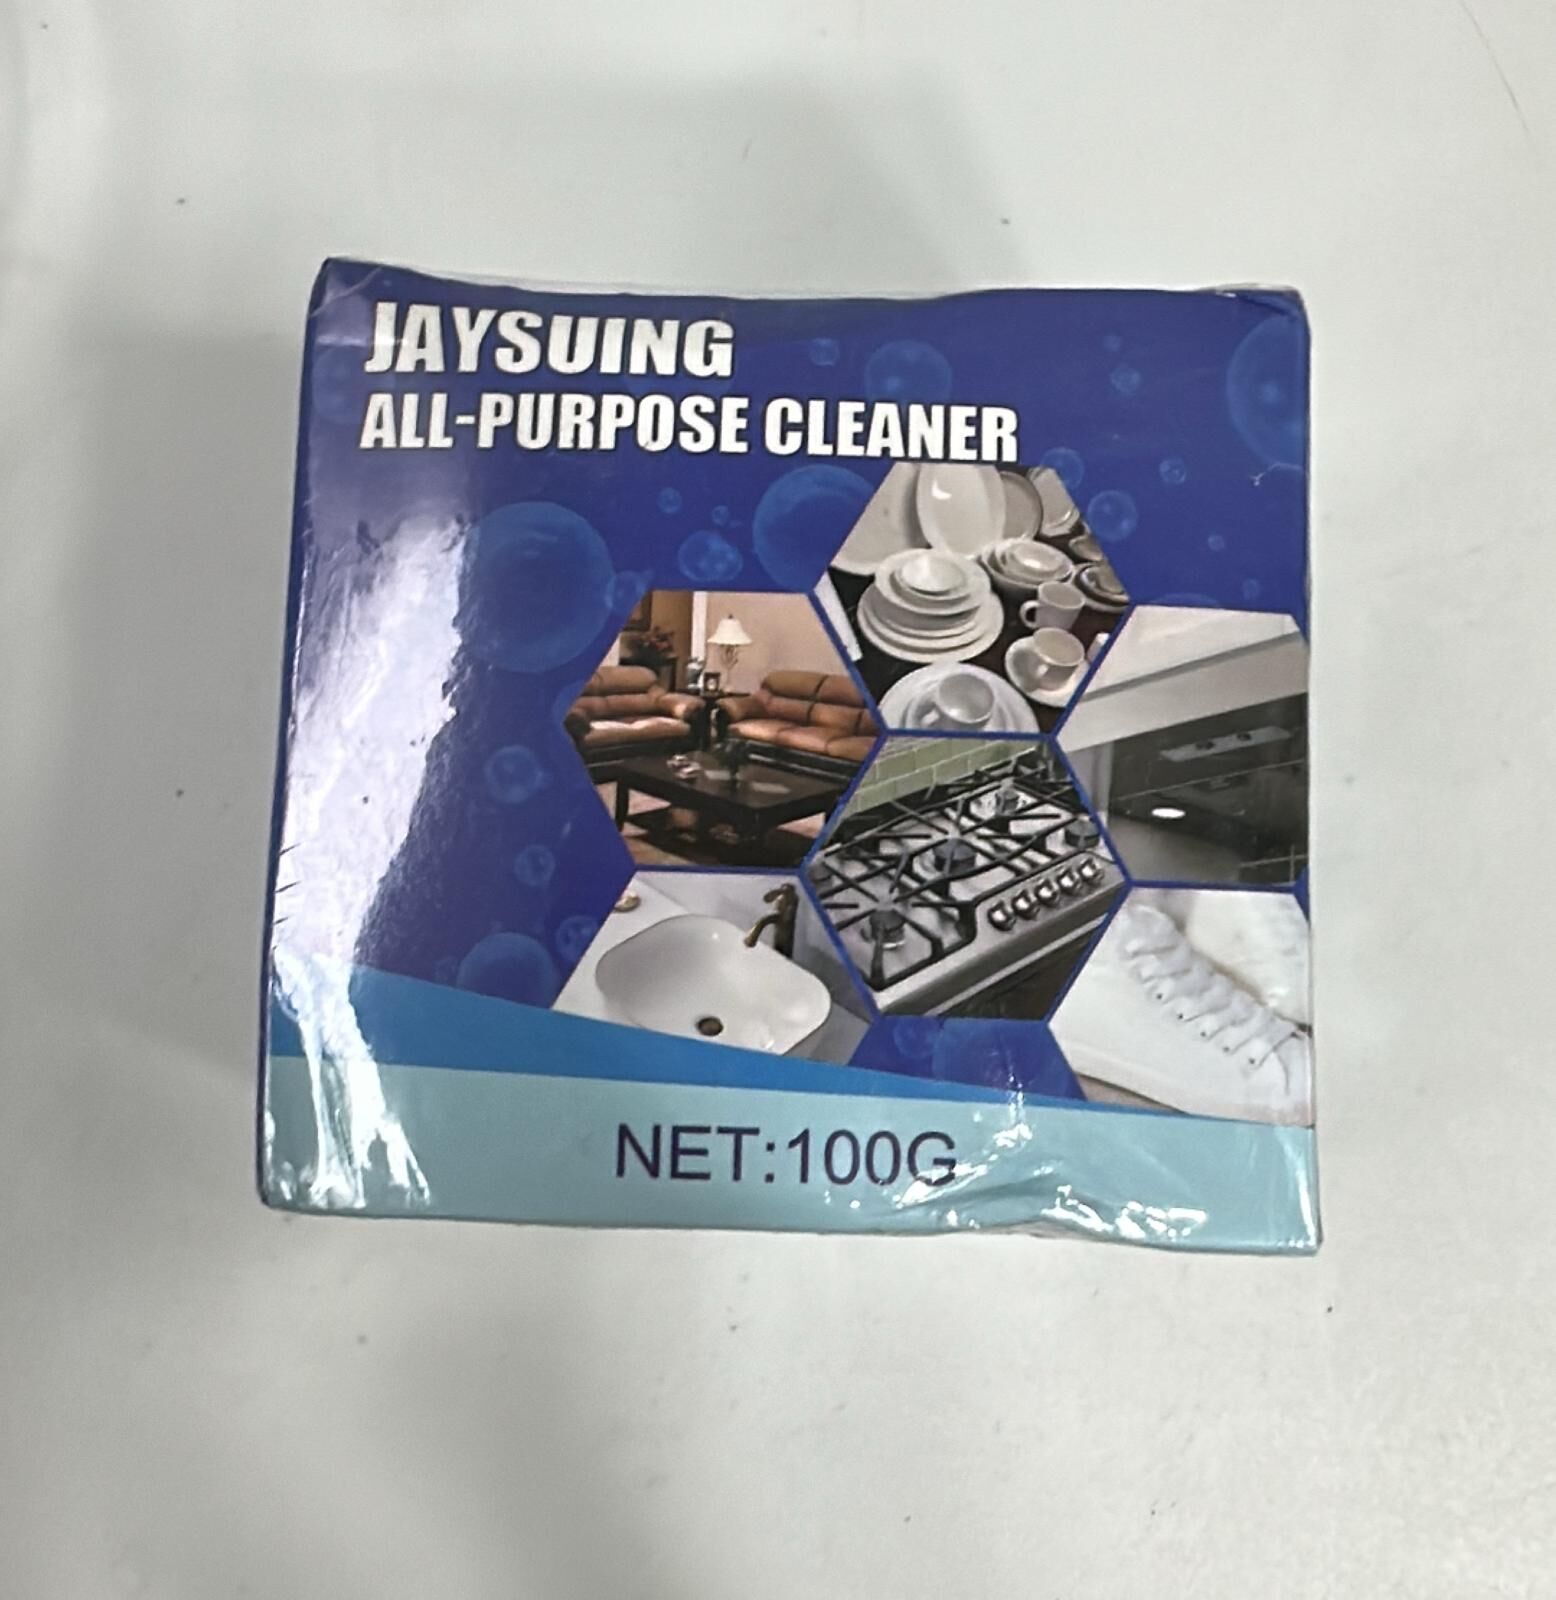 JAYSUING
ALL-PURPOSE CLEANER
NET:100G